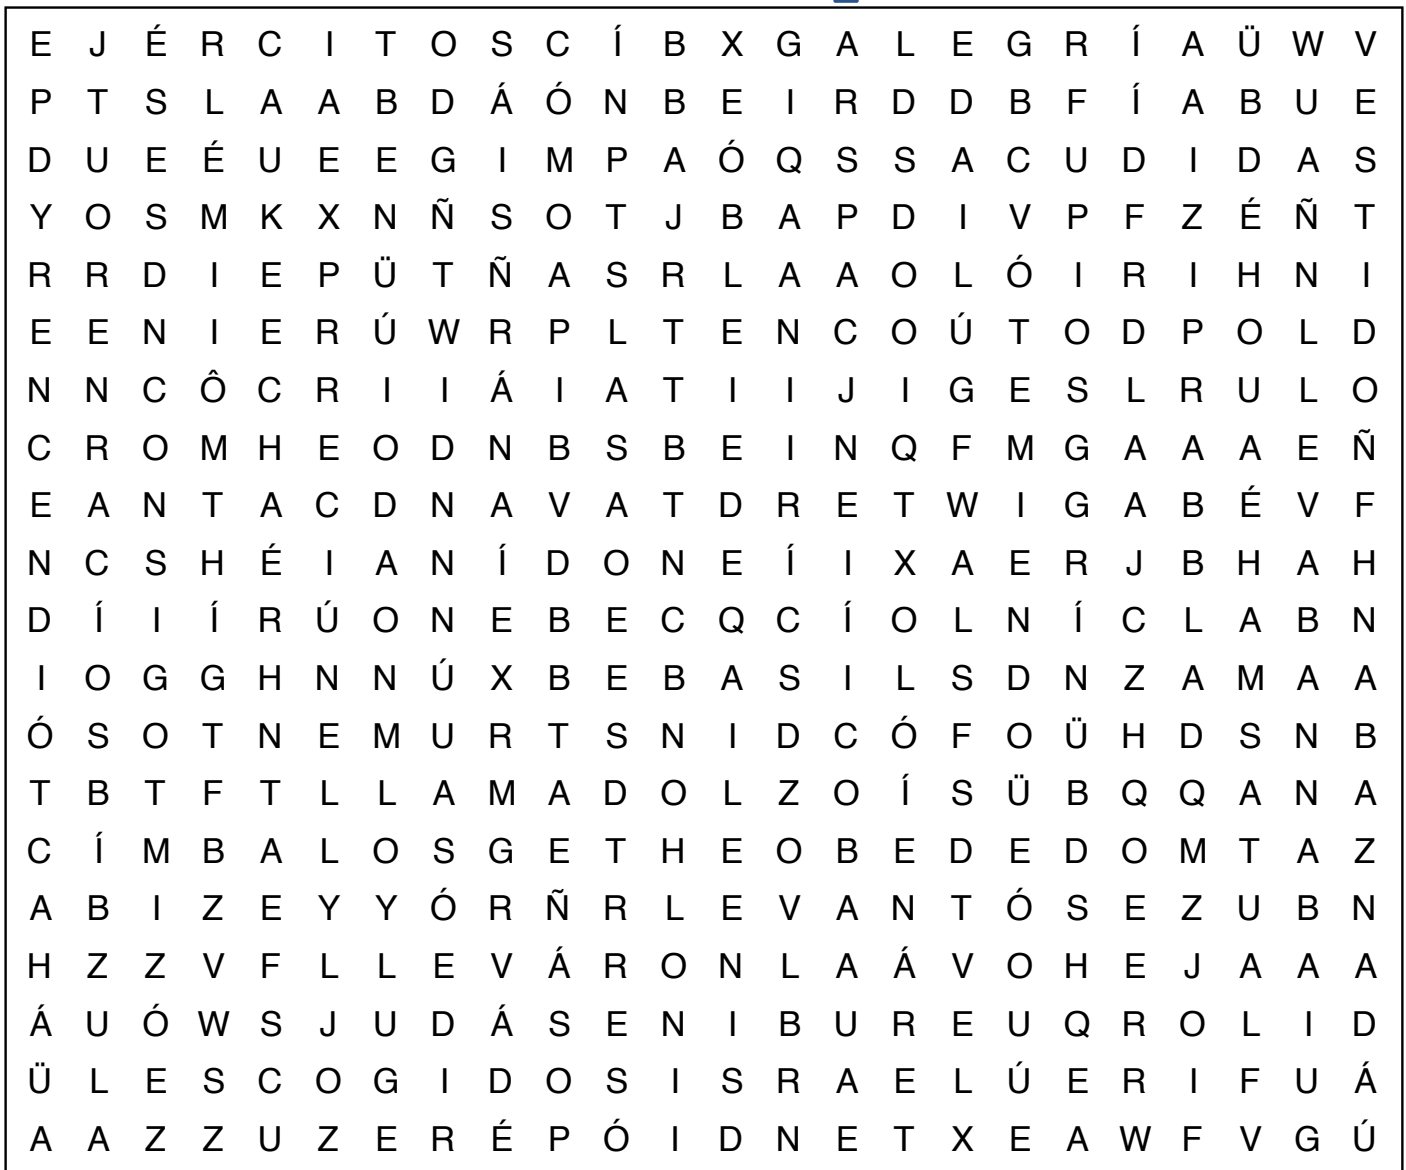 E J É R C I T O S C Í B X G A L E G R Í A Ü W V
P T S L A A B D Á Ó N B E I R D D B F Í A B U E
D U E É U E E G I M P A Ó Q S S A C U D I D A S
Y O S M K X N Ñ S O T J B A P D I V P F Z É Ñ T
R R D I E P Ü T Ñ A S R L A A O L Ó I R I H N I
E E N I E R Ú W R P L T E N C O Ú T O D P O L D
N N C Ô C R I I Á I A T I I J I G E S L R U L O
C R O M H E O D N B S B E I N Q F M G A A A E Ñ
E A N T A C D N A V A T D R E T W I G A B É V F
N C S H É I A N Í D O N E Í I X A E R J B H A H
D Í I Í R Ú O N E B E C Q C Í O L N Í C L A B N
I O G G H N N Ú X B E B A S I L S D N Z A M A A
Ó S O T N E M U R T S N I D C Ó F O Ü H D S N B
T B T F T L L A M A D O L Z O Í S Ü B Q Q A N A
C Í M B A L O S G E T H E O B E D E D O M T A Z
A B I Z E Y Y Ó R Ñ R L E V A N T Ó S E Z U B N
H Z Z V F L L E V Á R O N L A Á V O H E J A A A
Á U Ó W S J U D Á S E N I B U R E U Q R O L I D
Ü L E S C O G I D O S I S R A E L Ú E R I F U Á
A A Z Z U Z E R É P Ó I D N E T X E A W F V G Ú